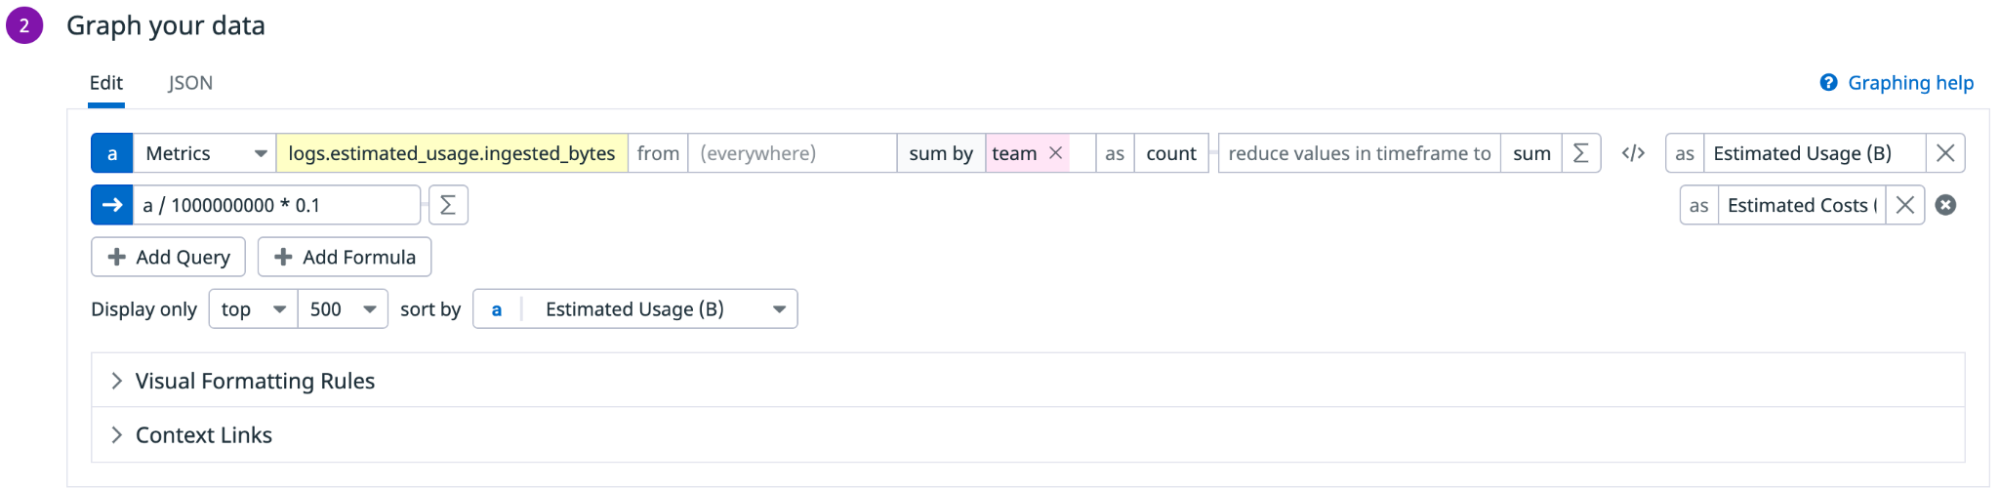 2 Graph your data
Edit JSON Graphing help
a Metrics logs.estimated_usage.ingested_bytes from (everywhere) sum by team as count reduce values in timeframe to sum Σ </> as Estimated Usage (B)
a / 1000000000 * 0.1 Σ as Estimated Costs (
Add Query Add Formula
Display only top 500 sort by a Estimated Usage (B)
Visual Formatting Rules
Context Links